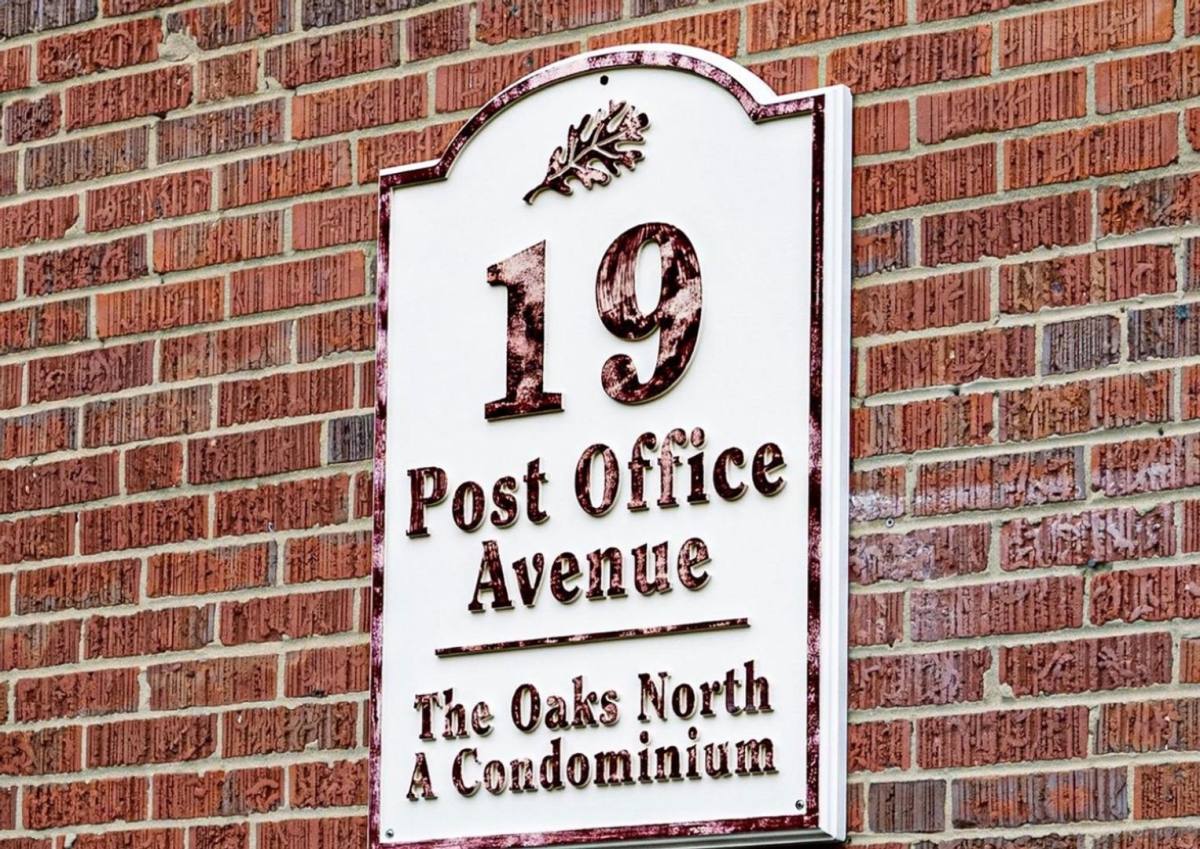 19
Post Office
Avenue
The Oaks North
A Condominium